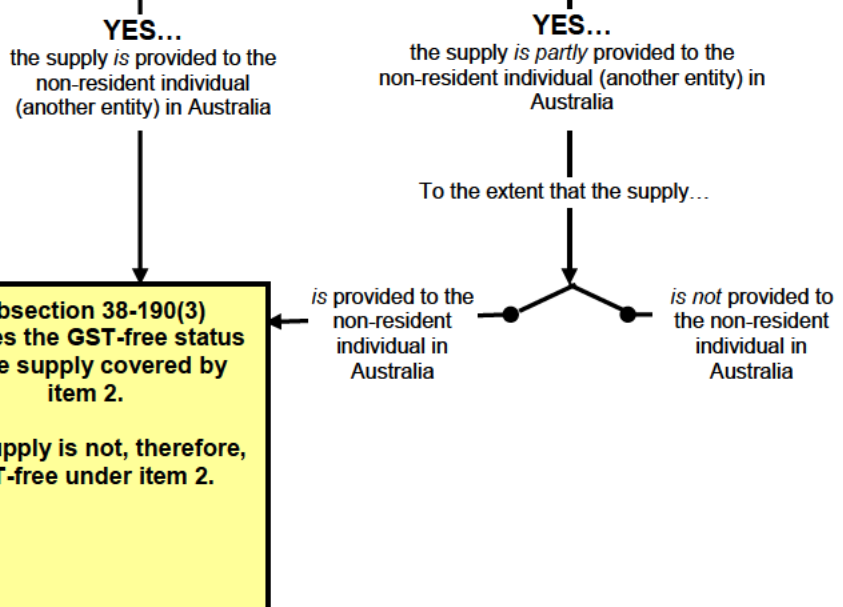 YES…
the supply is provided to the
non-resident individual
(another entity) in Australia
YES…
the supply is partly provided to the
non-resident individual (another entity) in
Australia
To the extent that the supply…
is provided to the
non-resident
individual in
Australia
is not provided to
the non-resident
individual in
Australia
bsection 38-190(3)
es the GST-free status
e supply covered by
item 2.
upply is not, therefore,
T-free under item 2.